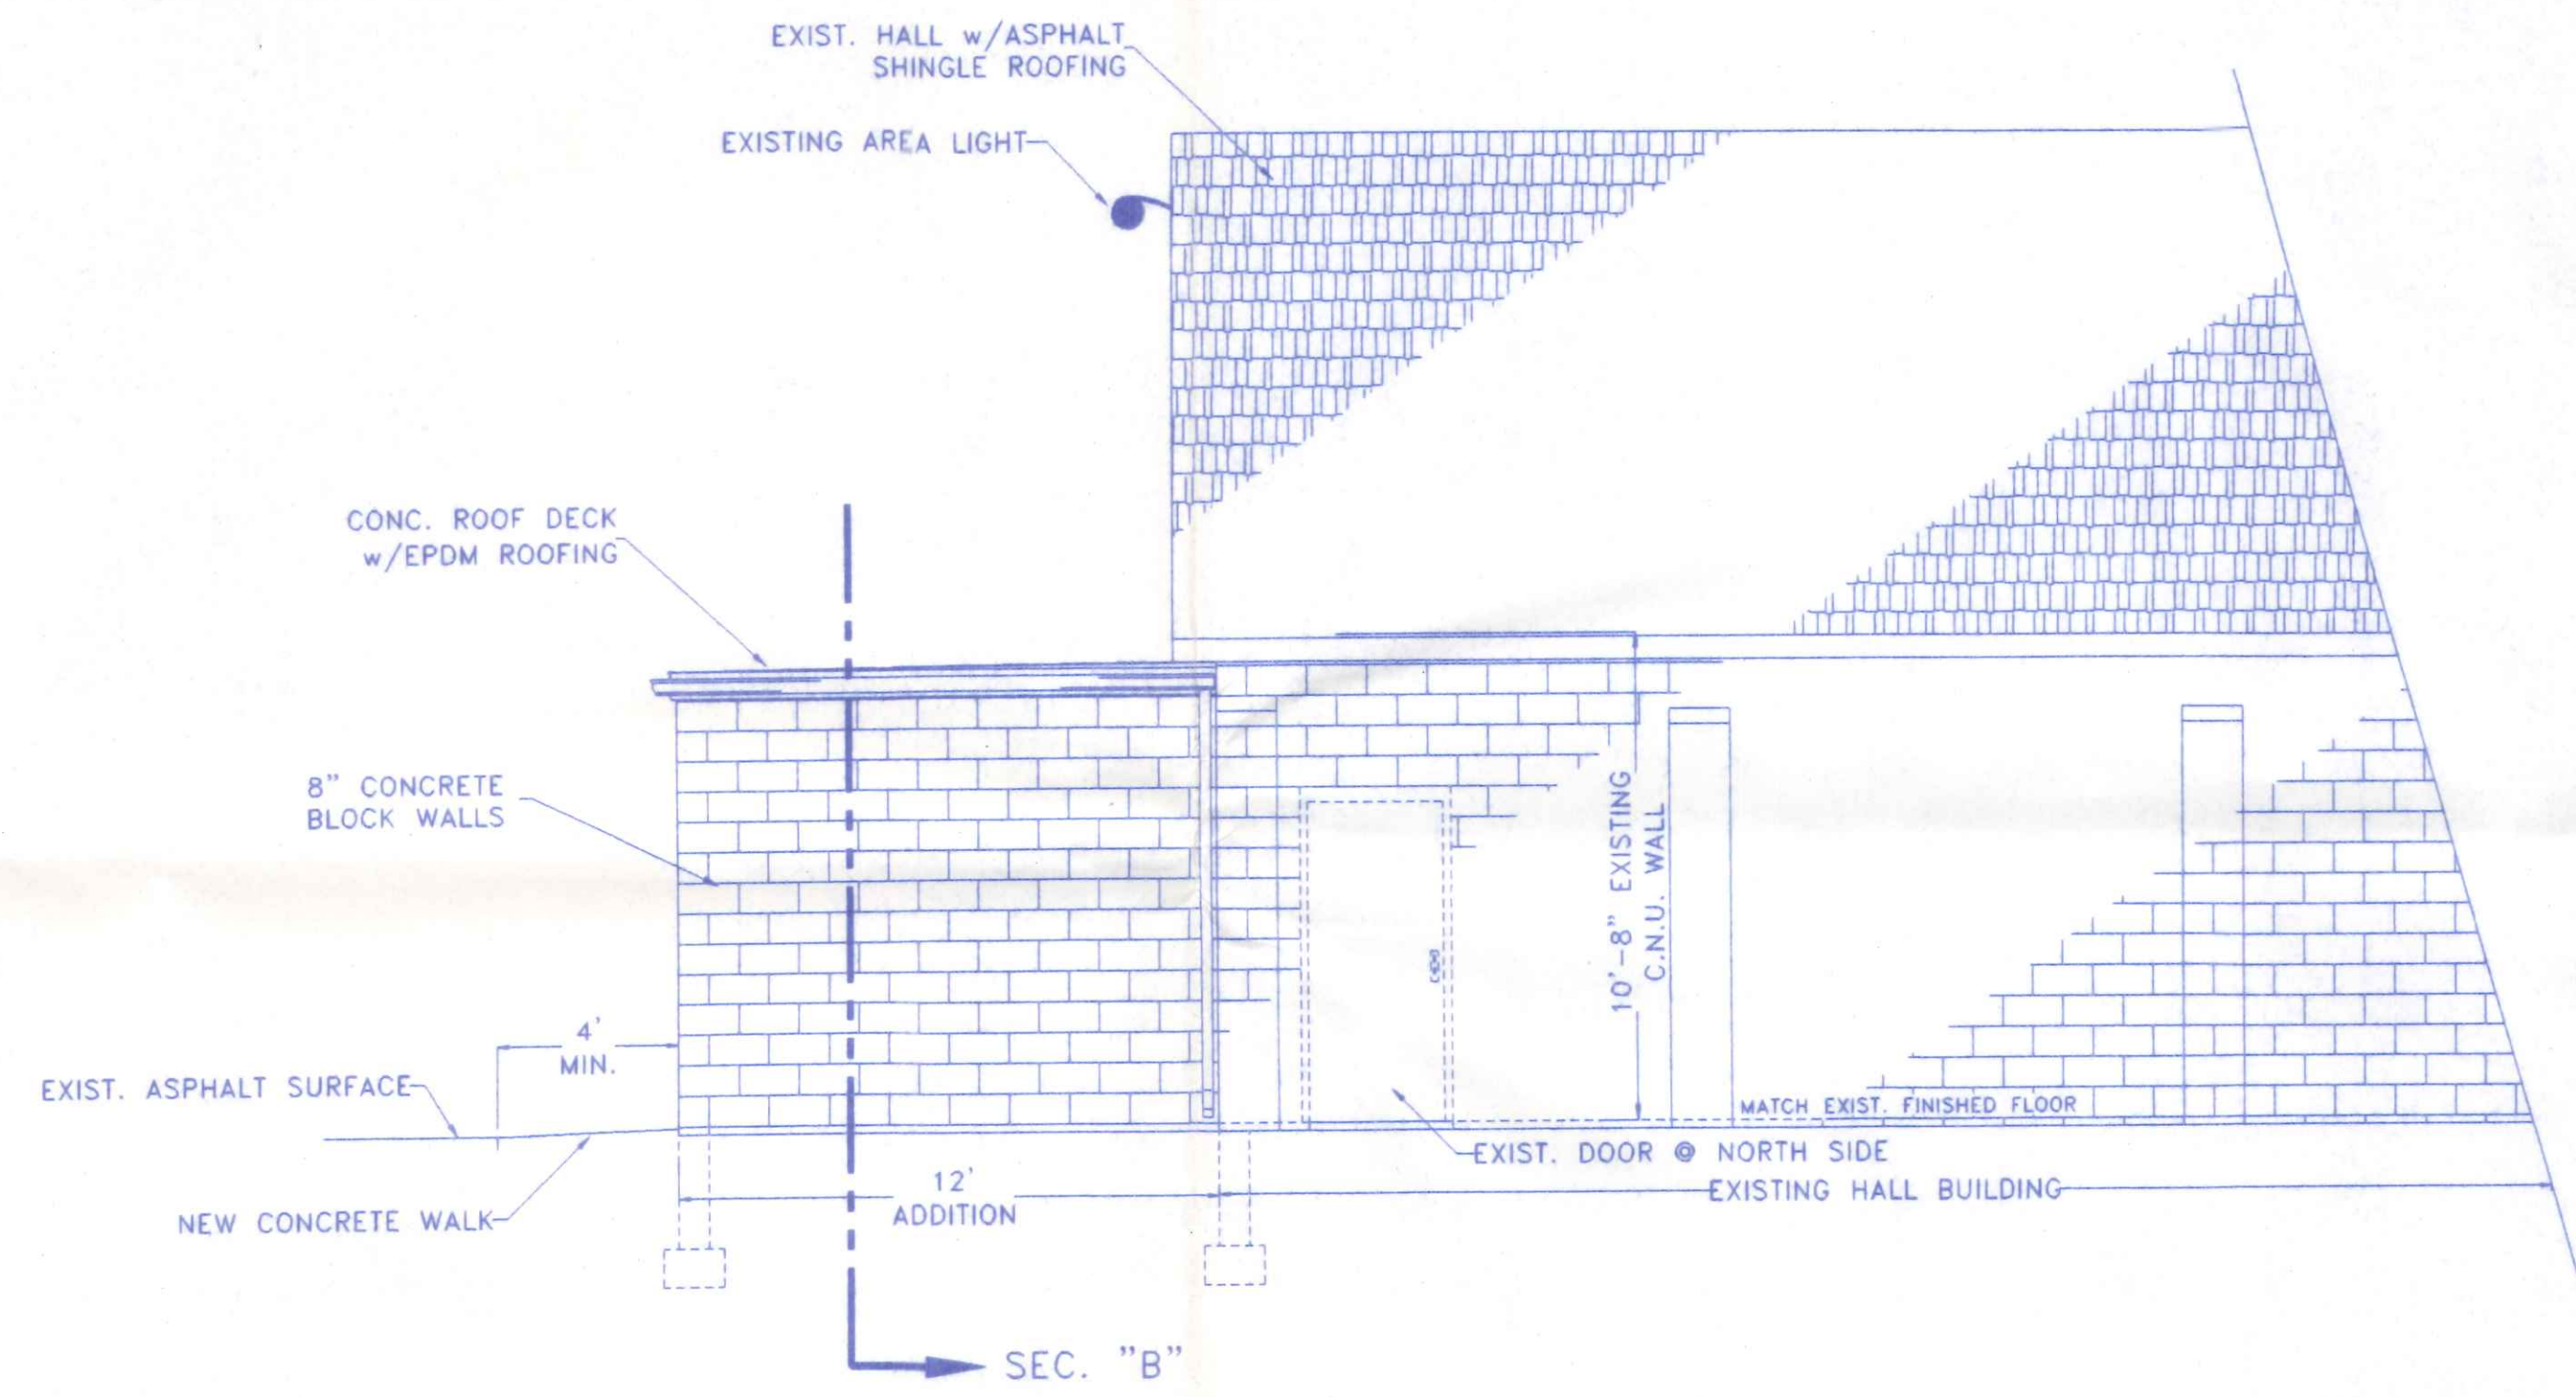 EXIST. HALL w/ASPHALT
SHINGLE ROOFING
EXISTING AREA LIGHT
CONC. ROOF DECK
w/EPDM ROOFING
8" CONCRETE
BLOCK WALLS
10'-8" EXISTING
C.N.U. WALL
4'
MIN.
EXIST. ASPHALT SURFACE
MATCH EXIST. FINISHED FLOOR
EXIST. DOOR @ NORTH SIDE
12'
ADDITION
EXISTING HALL BUILDING
NEW CONCRETE WALK
SEC. "B"